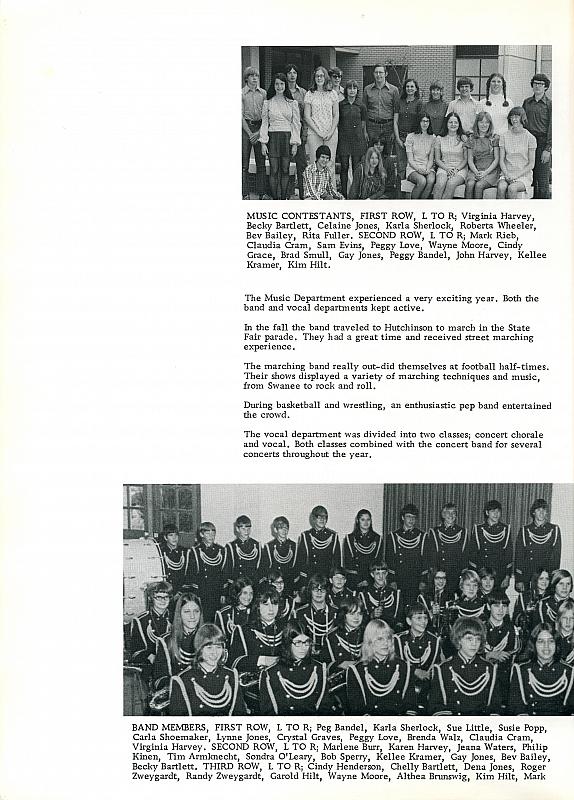 MUSIC CONTESTANTS, FIRST ROW, L TO R; Virginia Harvey,
Becky Bartlett, Celaine Jones, Karla Sherlock, Roberta Wheeler,
Bev Bailey, Rita Fuller. SECOND ROW, L TO R; Mark Rieb,
Claudia Cram, Sam Evins, Peggy Love, Wayne Moore, Cindy
Grace, Brad Smull, Gay Jones, Peggy Bandel, John Harvey, Kellee
Kramer, Kim Hilt.
The Music Department experienced a very exciting year. Both the
band and vocal departments kept active.
In the fall the band traveled to Hutchinson to march in the State
Fair parade. They had a great time and received street marching
experience.
The marching band really out-did themselves at football half-times.
Their shows displayed a variety of marching techniques and music,
from Swanee to rock and roll.
During basketball and wrestling, an enthusiastic pep band entertained
the crowd.
The vocal department was divided into two classes; concert chorale
and vocal. Both classes combined with the concert band for several
concerts throughout the year.
BAND MEMBERS, FIRST ROW, L TO R; Peg Bandel, Karla Sherlock, Sue Little, Susie Popp,
Carla Shoemaker, Lynne Jones, Crystal Graves, Peggy Love, Brenda Walz, Claudia Cram,
Virginia Harvey. SECOND ROW, L TO R; Marlene Burr, Karen Harvey, Jeana Waters, Philip
Kinen, Tim Armknecht, Sondra O'Leary, Bob Sperry, Kellee Kramer, Gay Jones, Bev Bailey,
Becky Bartlett. THIRD ROW, L TO R; Cindy Henderson, Chelly Bartlett, Dena Jones, Roger
Zweygardt, Randy Zweygardt, Garold Hilt, Wayne Moore, Althea Brunswig, Kim Hilt, Mark